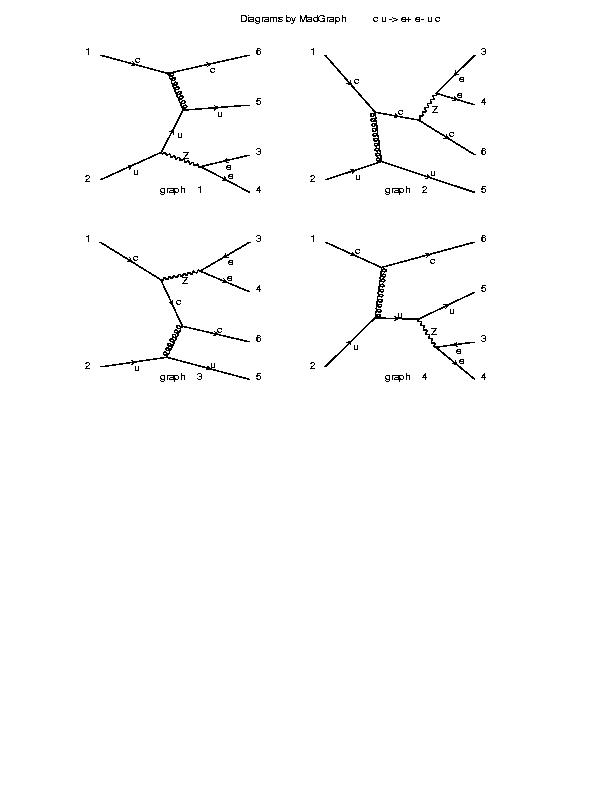 Diagrams by MadGraph c u -> e+ e- u c
1 c 6
c
5
u
u
Z 3
e
e
2 u
graph 1 4
1 3
c e
Z 4
c
c
6
2 u u
graph 2 5
1 3
c e
Z e
4
c
c
6
2 u u
graph 3 5
1 6
c c
5
u u
Z
3
e
2 u e
graph 4 4